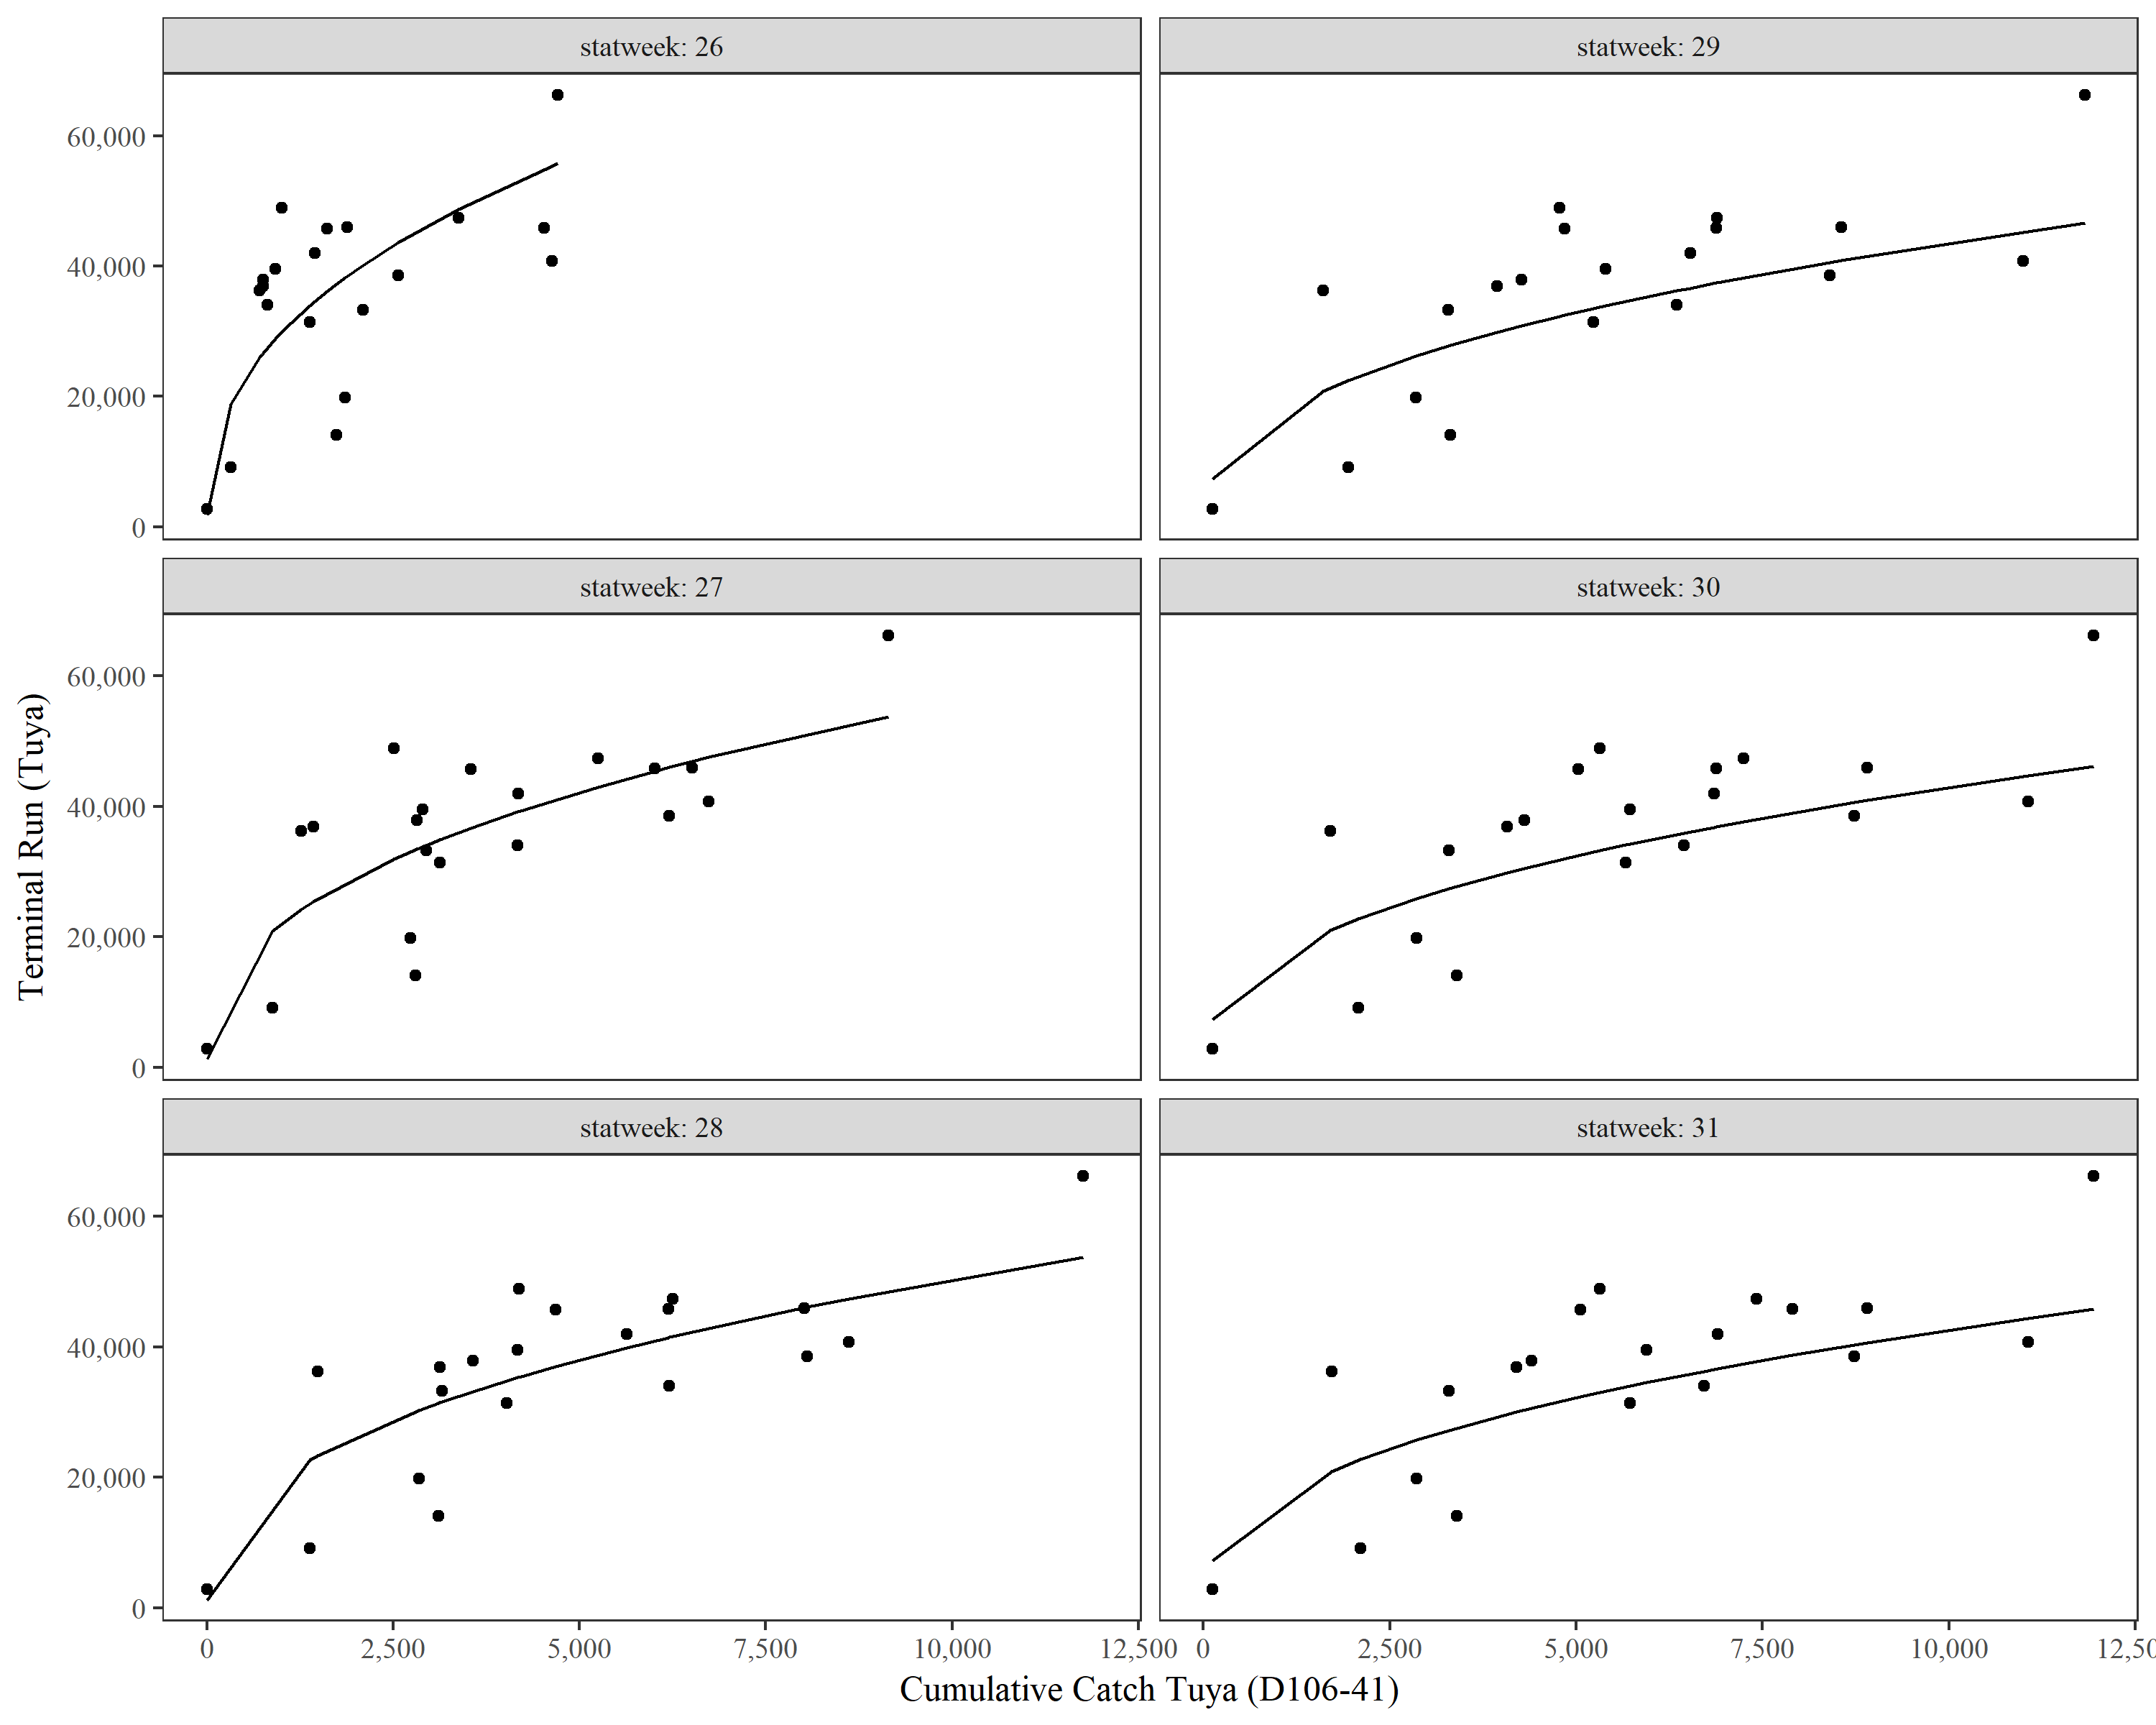 statweek: 26
statweek: 29
60,000
40,000
20,000
0
statweek: 27
statweek: 30
Terminal Run (Tuya)
60,000
40,000
20,000
0
statweek: 28
statweek: 31
60,000
40,000
20,000
0
0 2,500 5,000 7,500 10,000 12,500 0 2,500 5,000 7,500 10,000 12,50
Cumulative Catch Tuya (D106-41)